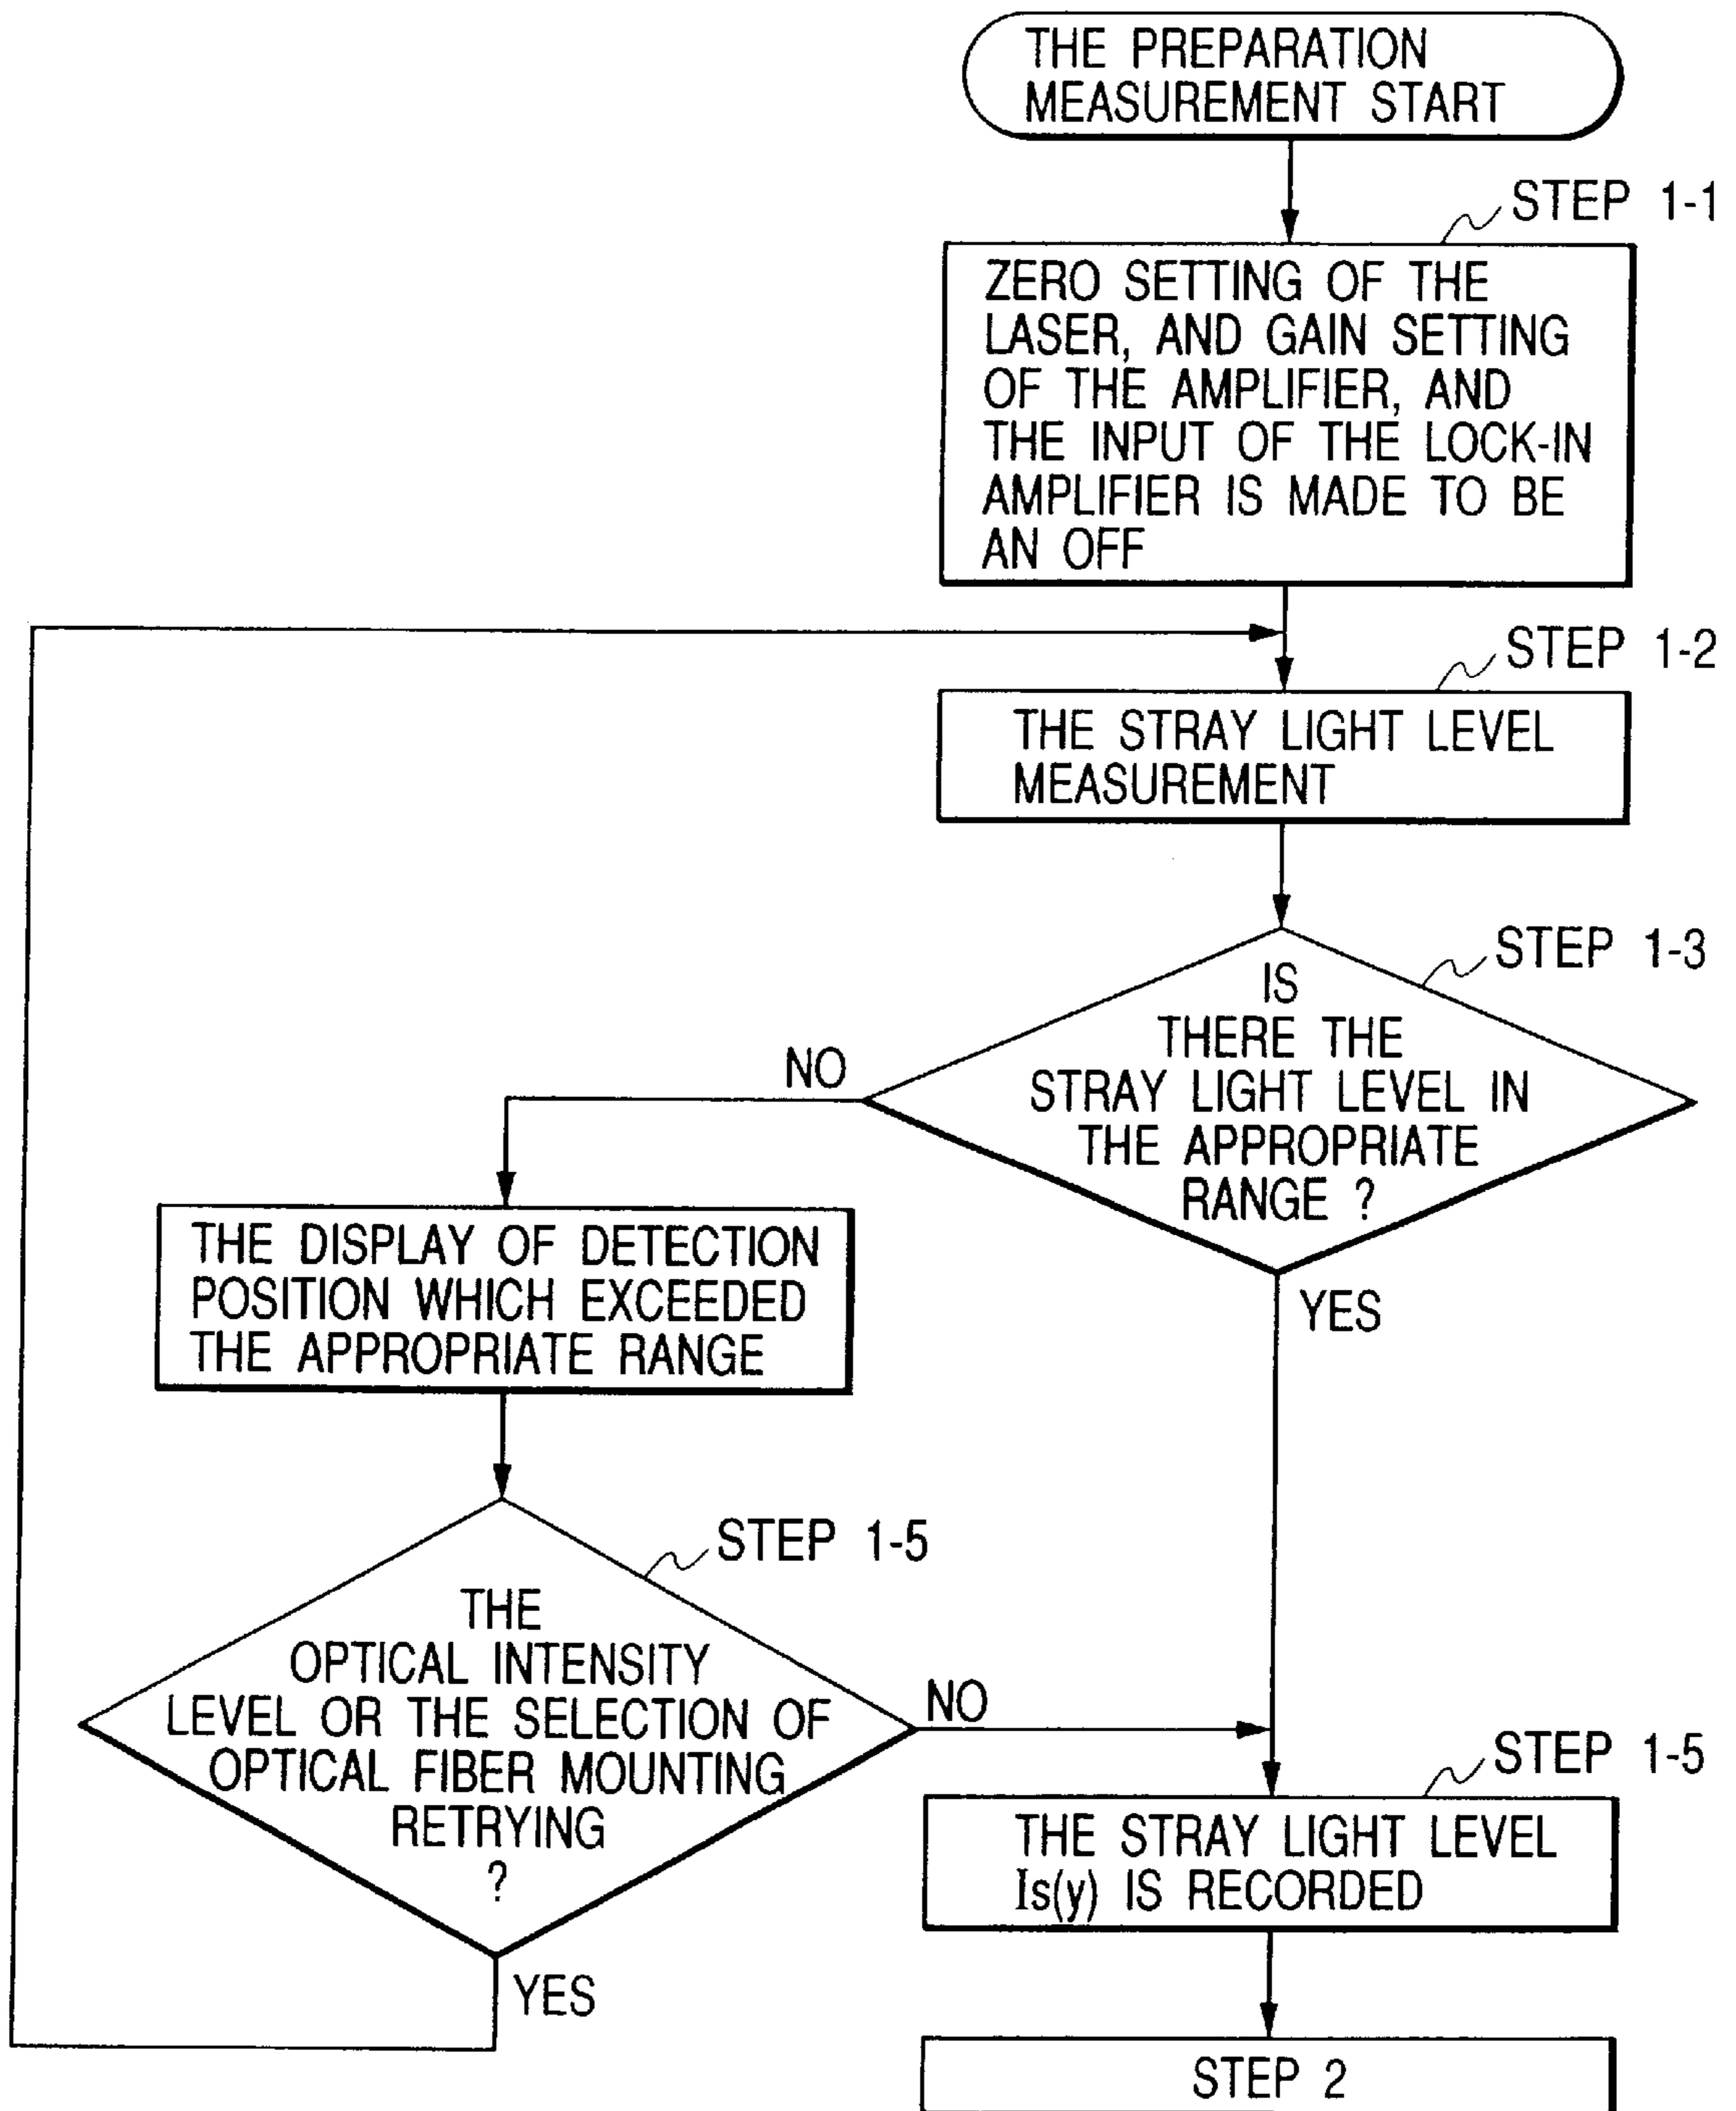 THE PREPARATION
MEASUREMENT START
STEP 1-1
ZERO SETTING OF THE
LASER, AND GAIN SETTING
OF THE AMPLIFIER, AND
THE INPUT OF THE LOCK-IN
AMPLIFIER IS MADE TO BE
AN OFF
STEP 1-2
THE STRAY LIGHT LEVEL
MEASUREMENT
STEP 1-3
IS
THERE THE
STRAY LIGHT LEVEL IN
THE APPROPRIATE
RANGE ?
NO
YES
THE DISPLAY OF DETECTION
POSITION WHICH EXCEEDED
THE APPROPRIATE RANGE
STEP 1-5
THE
OPTICAL INTENSITY
LEVEL OR THE SELECTION OF
OPTICAL FIBER MOUNTING
RETRYING
?
NO
YES
STEP 1-5
THE STRAY LIGHT LEVEL
Is(y) IS RECORDED
STEP 2